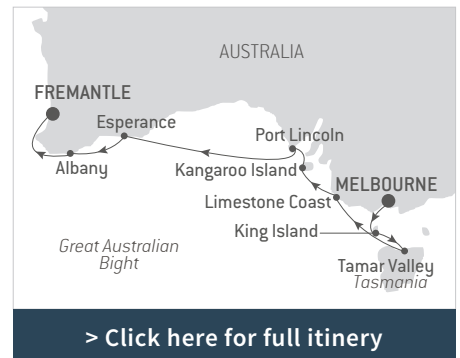 AUSTRALIA
FREMANTLE
Esperance
Port Lincoln
Albany
Kangaroo Island
MELBOURNE
Limestone Coast
King Island
Great Australian
Bight
Tamar Valley
Tasmania
> Click here for full itinery